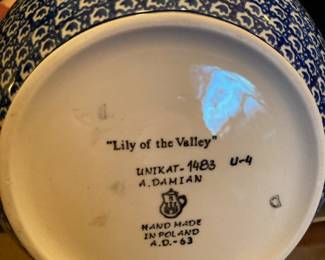 "Lily of the Valley"
UNIKAT-1483 U-4
A.DAMIAN
HAND MADE
IN POLAND
A.D.-63